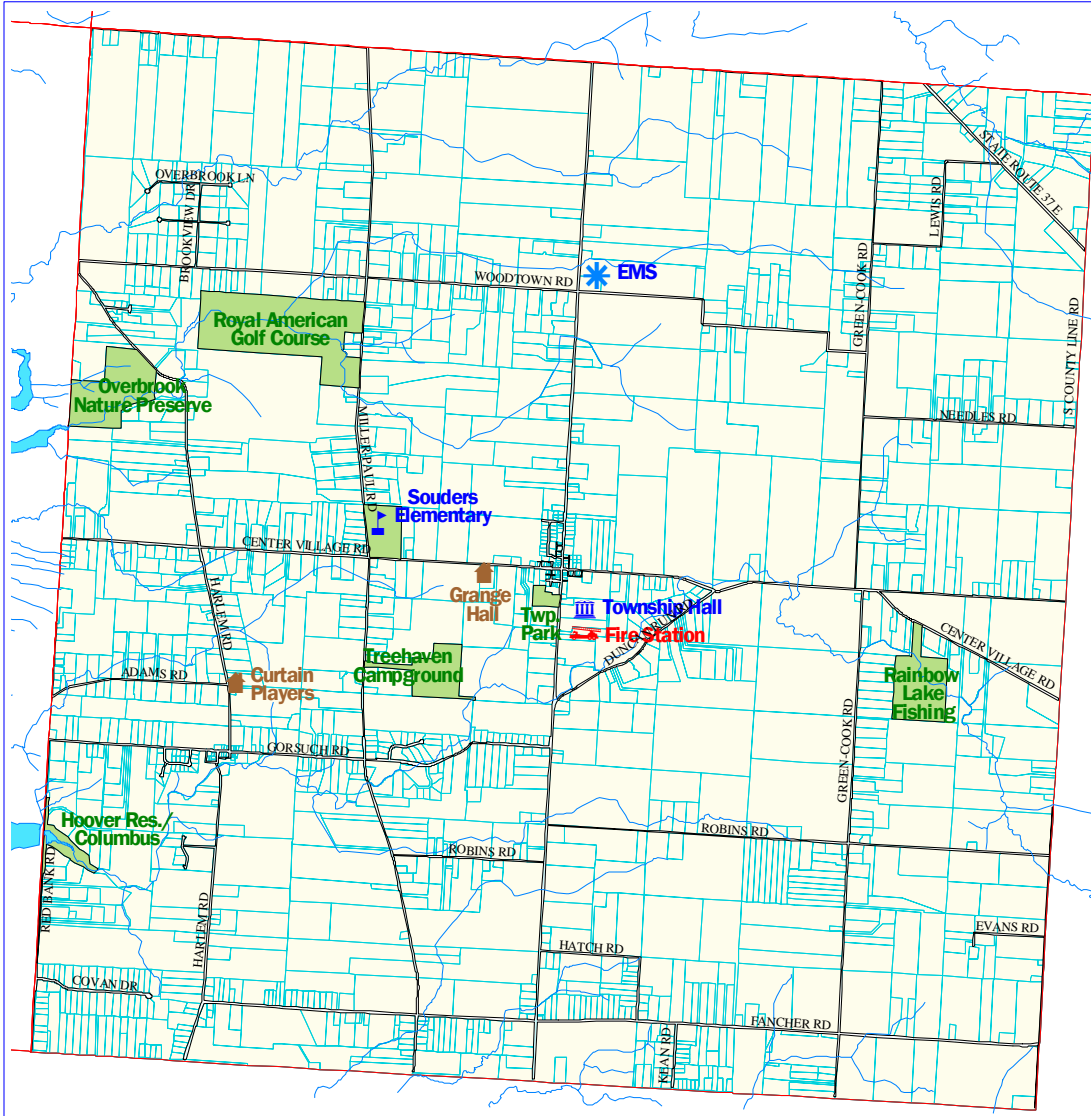 OVERBROOK LN
BROOKVIEW DR
STATE ROUTE 37 E
LEWIS RD
GREEN-COOK RD
S COUNTY LINE RD
WOODTOWN RD
EMS
Royal American
Golf Course
Overbrook
Nature Preserve
MILLER-PAUL RD
NEEDLES RD
Souders
Elementary
CENTER VILLAGE RD
HARLEM RD
Grange
Hall
Twp.
Park
Township Hall
Fire Station
Treehaven
Campground
CENTER VILLAGE RD
Rainbow
Lake
Fishing
ADAMS RD
Curtain
Players
GORSUCH RD
GREEN-COOK RD
Hoover Res./
Columbus
ROBINS RD
ROBINS RD
RED BANK RD
HARLEM RD
HATCH RD
EVANS RD
COVAN DR
FANCHER RD
KEAN RD